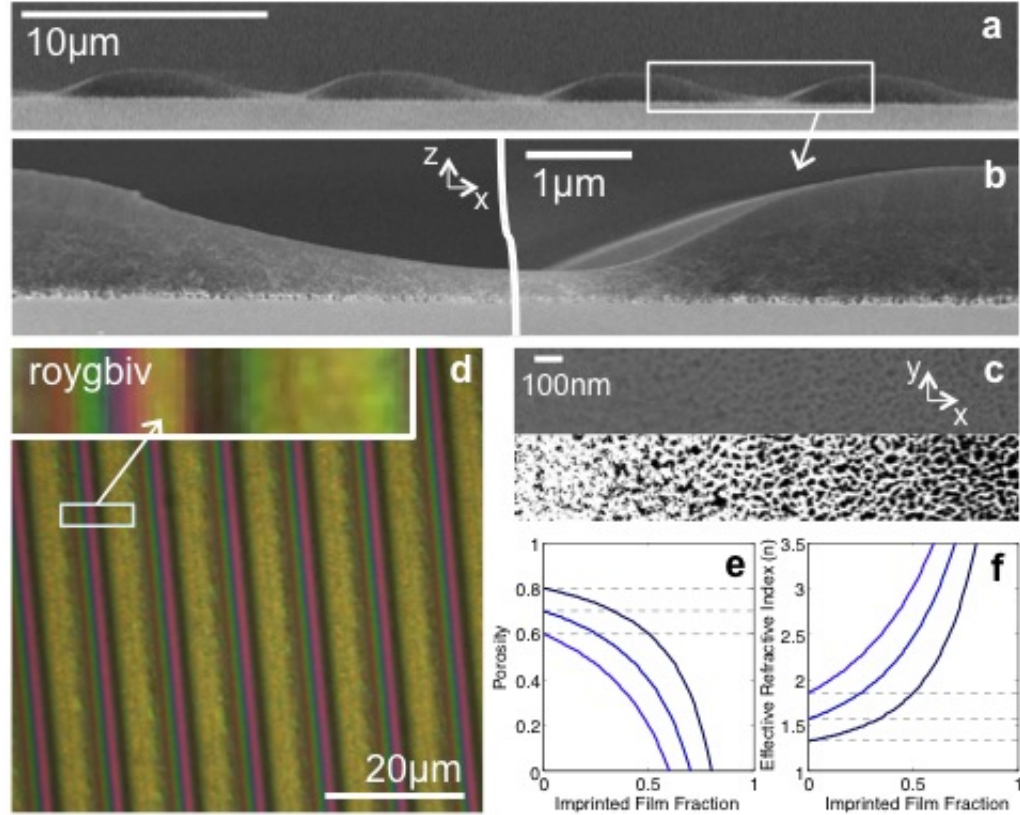 a
10μm
b
z
x
1μm
roygbiv
d
c
100nm
y
x
20μm
e
Porosity
1
0.8
0.6
0.4
0.2
0
0
0.5
1
Imprinted Film Fraction
f
Effective Refractive Index (n)
3.5
3
2.5
2
1.5
1
0
0.5
1
Imprinted Film Fraction